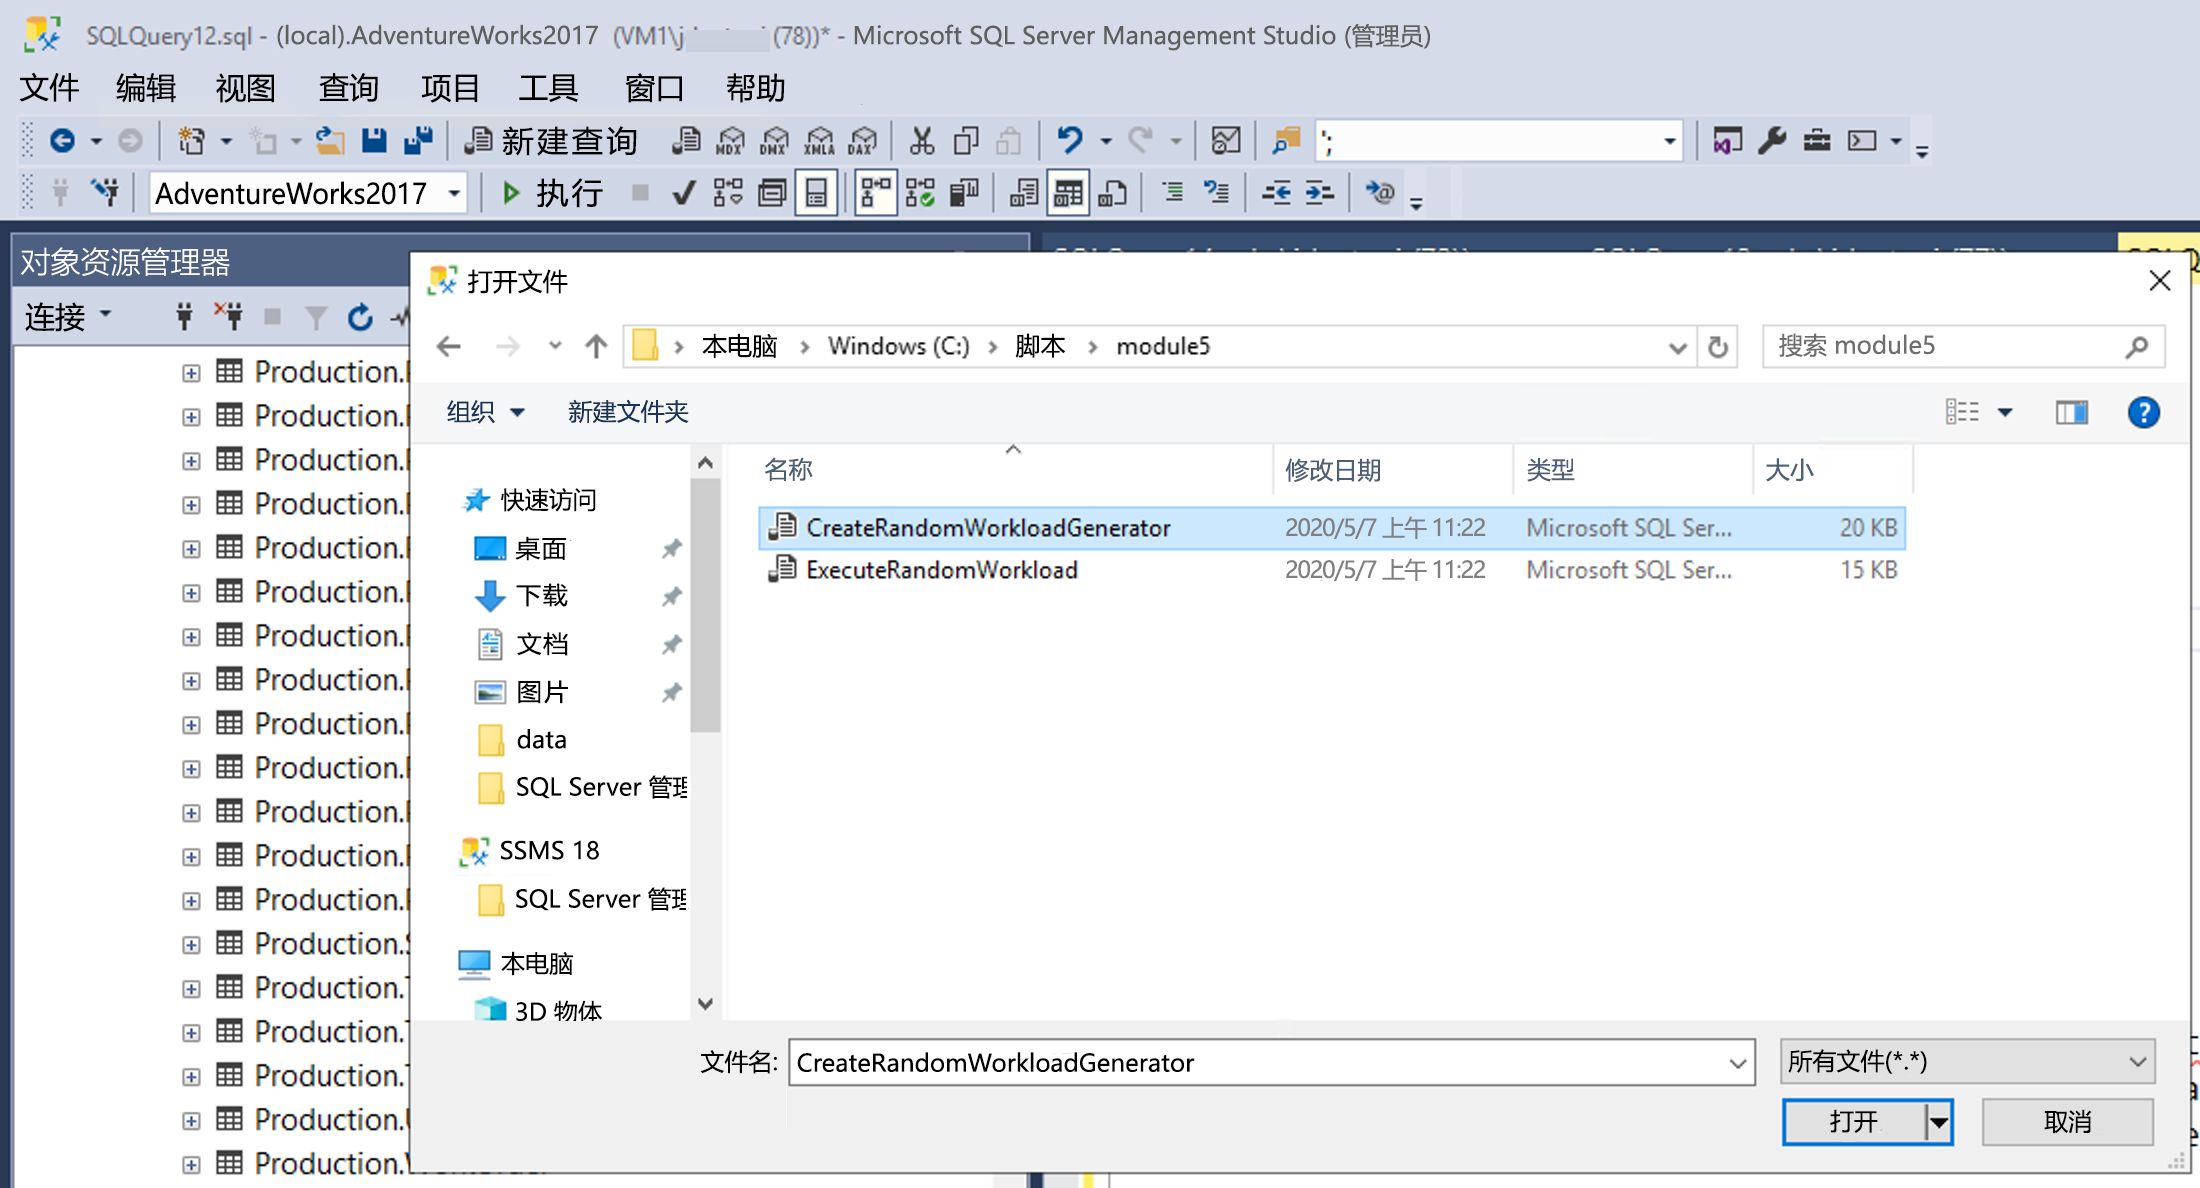 SQLQuery12.sql - (local).AdventureWorks2017 (VM1\j (78))* - Microsoft SQL Server Management Studio (管理员)
文件 编辑 视图 查询 项目 工具 窗口 帮助
新建查询 MDX DMX XMLA DAX ';
AdventureWorks2017 执行
对象资源管理器
连接
打开文件
本电脑 › Windows (C:) › 脚本 › module5
搜索 module5
组织 新建文件夹
名称 修改日期 类型 大小
CreateRandomWorkloadGenerator 2020/5/7 上午 11:22 Microsoft SQL Ser... 20 KB
ExecuteRandomWorkload 2020/5/7 上午 11:22 Microsoft SQL Ser... 15 KB
快速访问
桌面
下载
文档
图片
data
SQL Server 管理
SSMS 18
SQL Server 管理
本电脑
3D 物体
Production.
Production.
Production.
Production.
Production.
Production.
Production.
Production.
Production.
Production.
Production.
Production.
Production.
Production.S
Production.T
Production.T
Production.T
Production.U
Production.WorkOrder
文件名: CreateRandomWorkloadGenerator
所有文件(*.*)
打开 取消